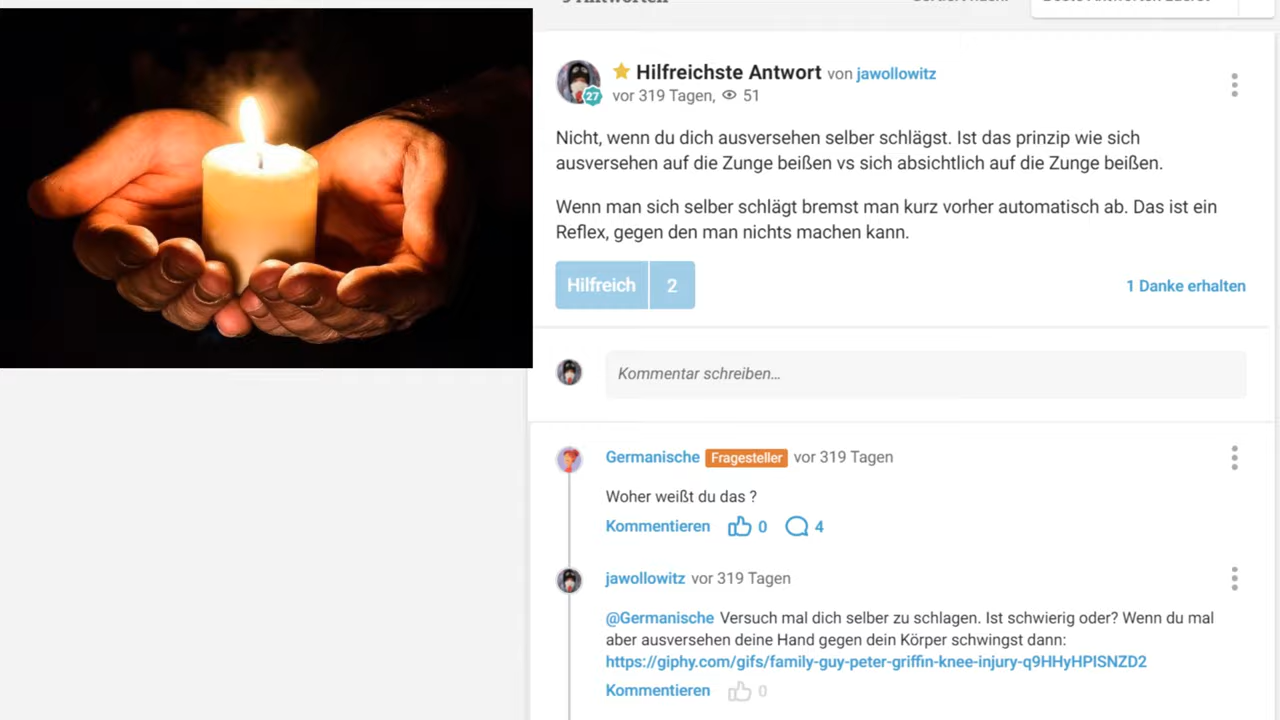 Hilfreichste Antwort von jawollowitz
27
vor 319 Tagen, 51
Nicht, wenn du dich ausversehen selber schlägst. Ist das prinzip wie sich
ausversehen auf die Zunge beißen vs sich absichtlich auf die Zunge beißen.
Wenn man sich selber schlägt bremst man kurz vorher automatisch ab. Das ist ein
Reflex, gegen den man nichts machen kann.
Hilfreich 2
1 Danke erhalten
Kommentar schreiben...
Germanische Fragesteller vor 319 Tagen
Woher weißt du das ?
Kommentieren 0 4
jawollowitz vor 319 Tagen
@Germanische Versuch mal dich selber zu schlagen. Ist schwierig oder? Wenn du mal
aber ausversehen deine Hand gegen dein Körper schwingst dann:
https://giphy.com/gifs/family-guy-peter-griffin-knee-injury-q9HHyHPISNZD2
Kommentieren 0